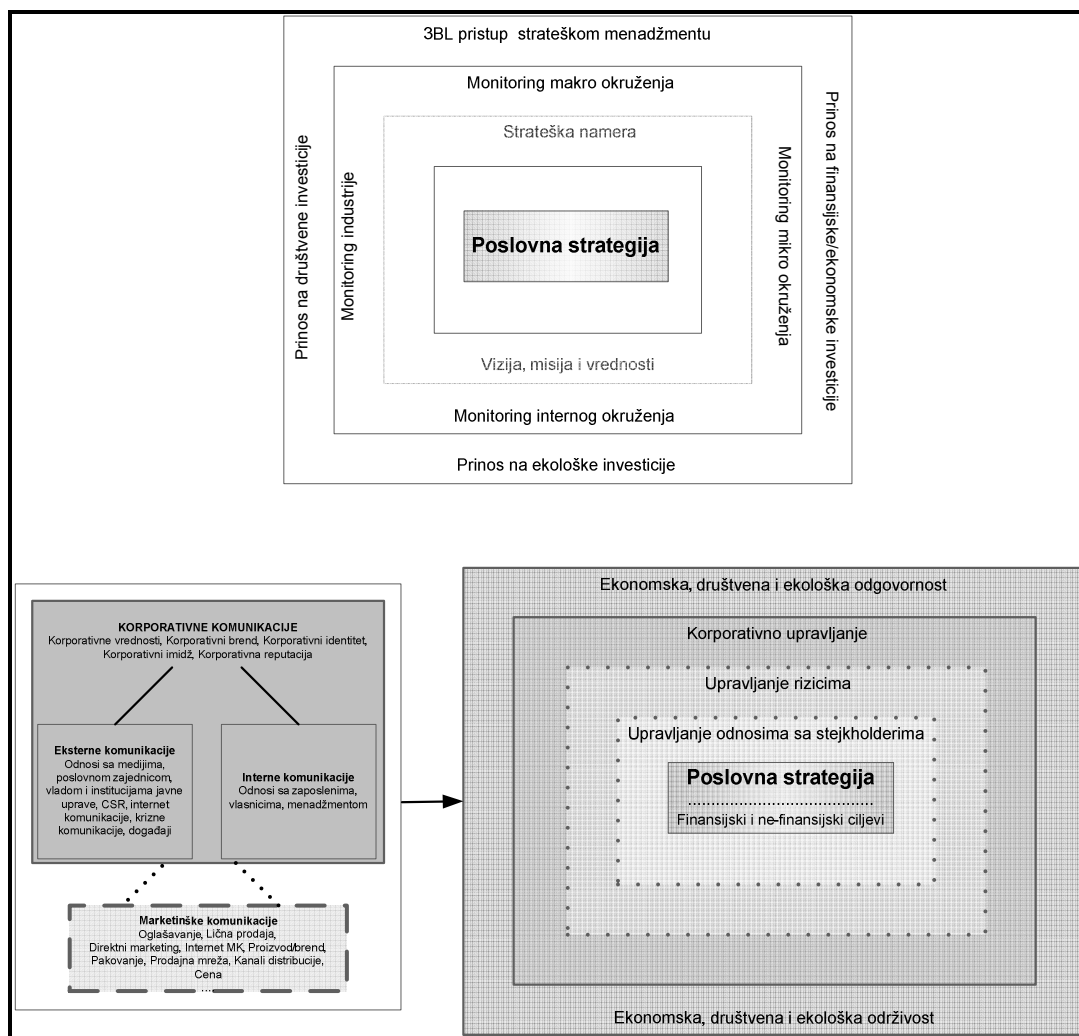 3BL pristup strateškom menadžmentu
Monitoring makro okruženja
Strateška namera
Prinos na društvene investicije
Monitoring industrije
Poslovna strategija
Monitoring mikro okruženja
Prinos na finansijske/ekonomske investicije
Vizija, misija i vrednosti
Monitoring internog okruženja
Prinos na ekološke investicije
KORPORATIVNE KOMUNIKACIJE
Korporativne vrednosti, Korporativni brend, Korporativni identitet,
Korporativni imidž, Korporativna reputacija
Eksterne komunikacije
Odnosi sa medijima,
poslovnom zajednicom,
vladom i institucijama javne
uprave, CSR, internet
komunikacije, krizne
komunikacije, događaji
Interne komunikacije
Odnosi sa zaposlenima,
vlasnicima, menadžmentom
Marketinške komunikacije
Oglašavanje, Lična prodaja,
Direktni marketing, Internet MK, Proizvod/brend,
Pakovanje, Prodajna mreža, Kanali distribucije,
Cena
....
Ekonomska, društvena i ekološka odgovornost
Korporativno upravljanje
Upravljanje rizicima
Upravljanje odnosima sa stejkholderima
Poslovna strategija
Finansijski i ne-finansijski ciljevi
Ekonomska, društvena i ekološka održivost